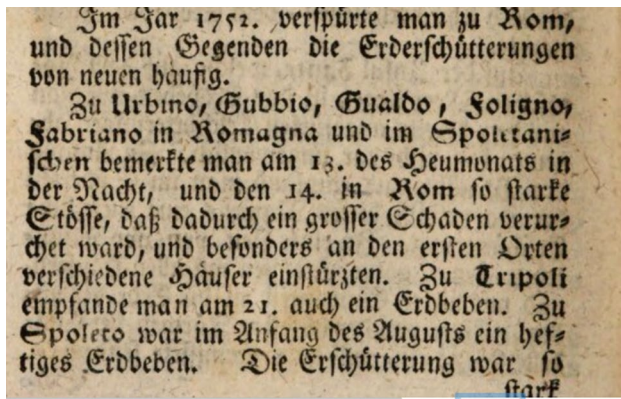 Im Jar 1752. verspürte man zu Rom,
und dessen Gegenden die Erderschütterungen
von neuen häufig.
Zu Urbino, Gubbio, Gualdo, Foligno,
Fabriano in Romagna und im Spoletani-
schen bemerkte man am 13. des Heumonats in
der Nacht, und den 14. in Rom so starke
Stösse, daß dadurch ein grosser Schaden verur-
chet ward, und besonders an den ersten Orten
verschiedene Häuser einstürzten. Zu Tripoli
empfande man am 21. auch ein Erdbeben. Zu
Spoleto war im Anfang des Augusts ein hef-
tiges Erdbeben. Die Erschütterung war so
stark